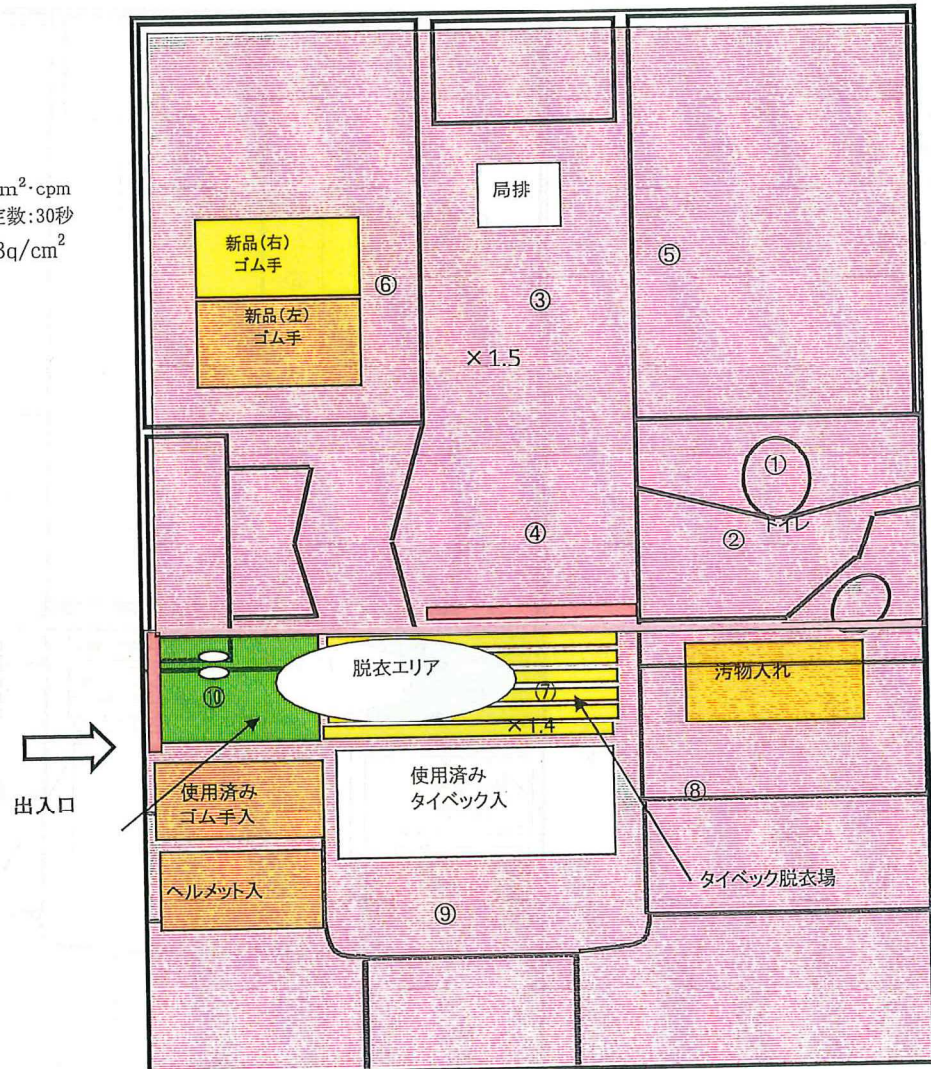 m²·cpm
定数:30秒
Bq/cm²
局排
新品(右)
ゴム手
⑥
⑤
③
新品(左)
ゴム手
×1.5
①
④
②
トイレ
脱衣エリア
汚物入れ
⑩
(7)
×1.4
使用済み
タイベック入
使用済み
ゴム手入
⑧
出入口
ヘルメット入
タイベック脱衣場
⑨